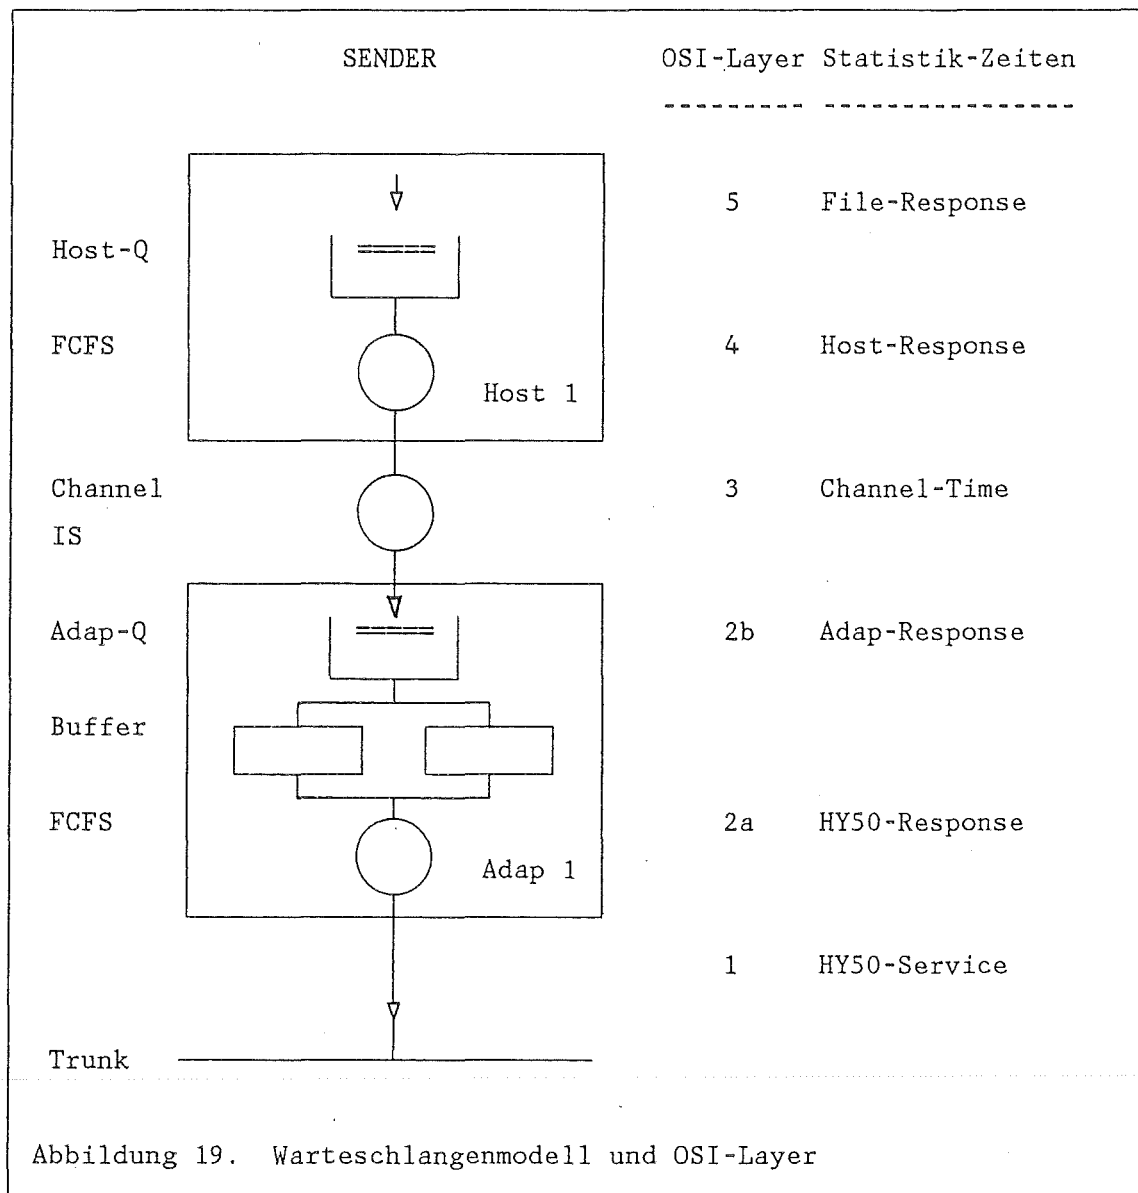 SENDER OSI-Layer Statistik-Zeiten
--------- ----------------
5 File-Response
Host-Q
FCFS 4 Host-Response
Host 1
Channel 3 Channel-Time
IS
Adap-Q 2b Adap-Response
Buffer
FCFS 2a HY50-Response
Adap 1
1 HY50-Service
Trunk
Abbildung 19. Warteschlangenmodell und OSI-Layer